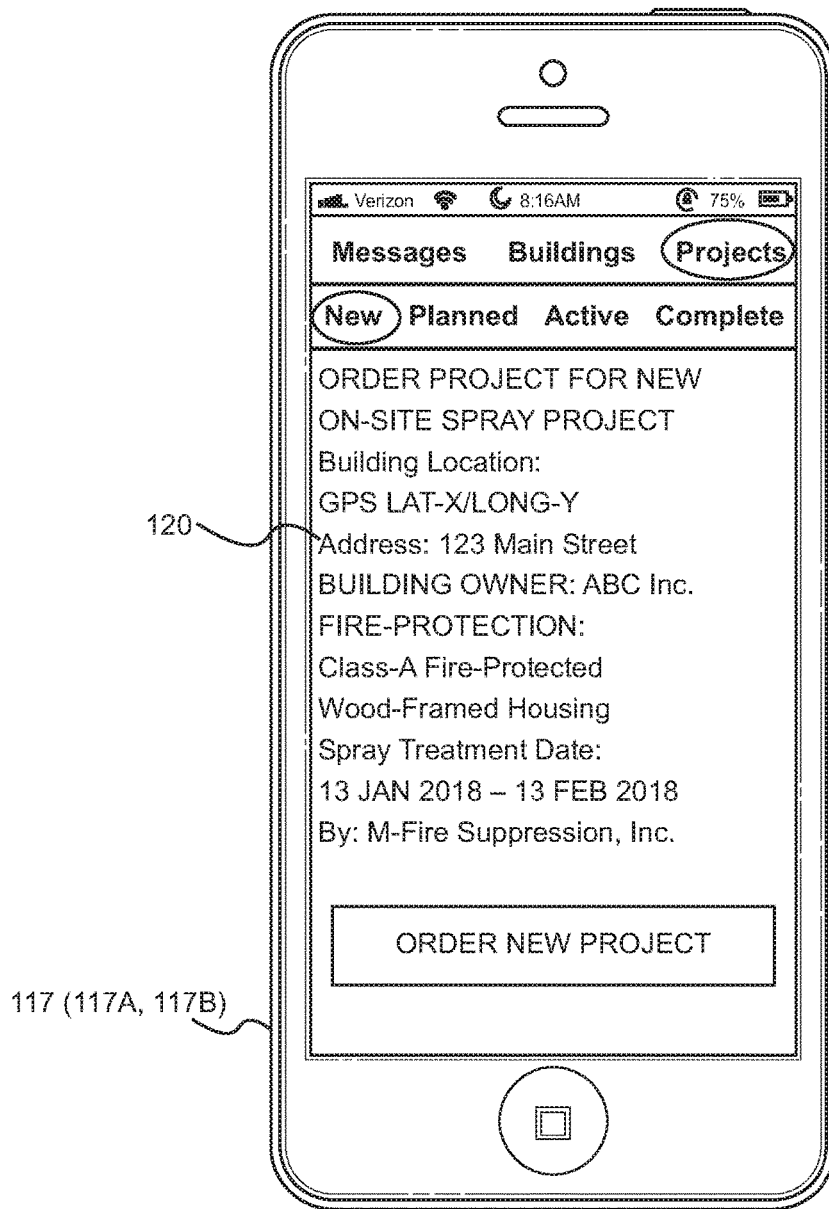 Verizon 8:16AM 75%
Messages Buildings Projects
New Planned Active Complete
ORDER PROJECT FOR NEW
ON-SITE SPRAY PROJECT
Building Location:
GPS LAT-X/LONG-Y
120
Address: 123 Main Street
BUILDING OWNER: ABC Inc.
FIRE-PROTECTION:
Class-A Fire-Protected
Wood-Framed Housing
Spray Treatment Date:
13 JAN 2018 – 13 FEB 2018
By: M-Fire Suppression, Inc.
ORDER NEW PROJECT
117 (117A, 117B)